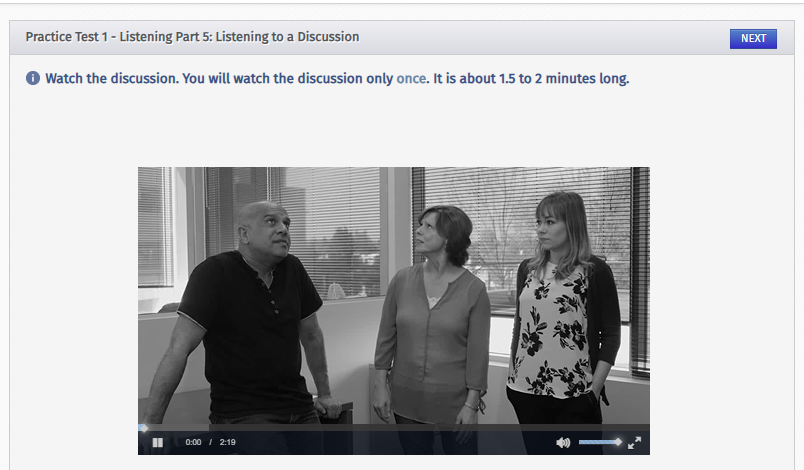 Practice Test 1 - Listening Part 5: Listening to a Discussion
NEXT
Watch the discussion. You will watch the discussion only once. It is about 1.5 to 2 minutes long.
0:00 / 2:19